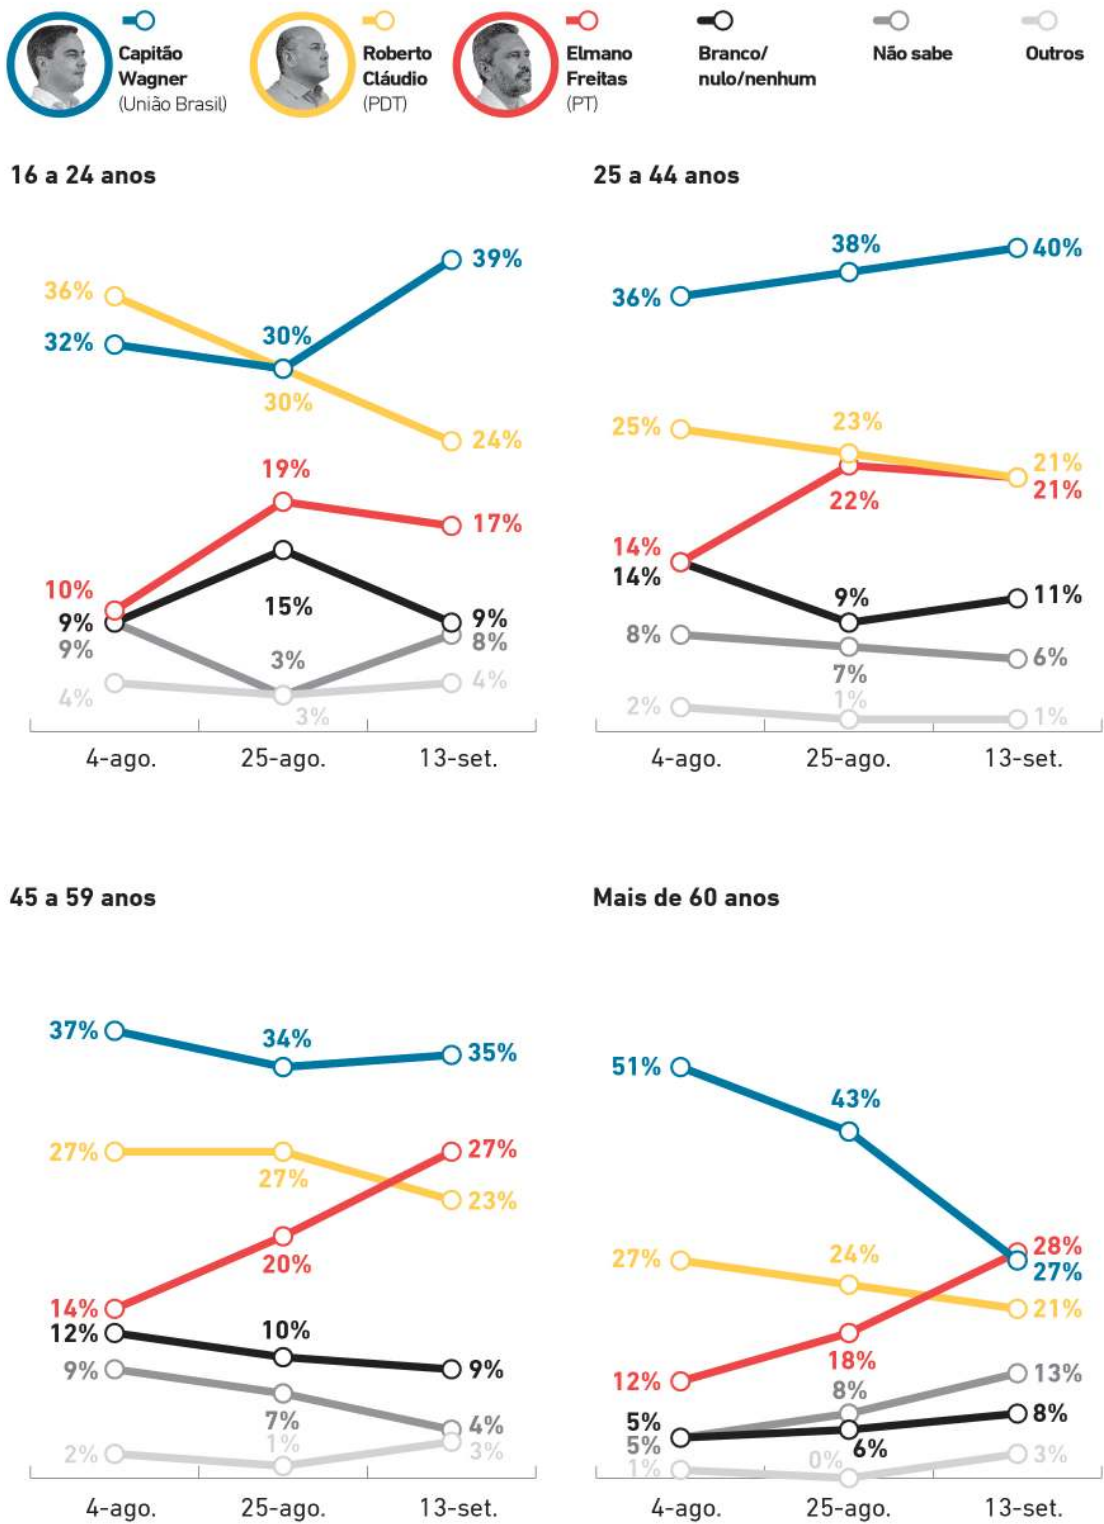 Capitão
Wagner
(União Brasil)
Roberto
Cláudio
(PDT)
Elmano
Freitas
(PT)
Branco/
nulo/nenhum
Não sabe
Outros
16 a 24 anos
36%
32%
10%
9%
9%
4%
30%
30%
19%
15%
3%
3%
39%
24%
17%
9%
8%
4%
4-ago.
25-ago.
13-set.
25 a 44 anos
36%
25%
14%
14%
8%
2%
38%
23%
22%
9%
7%
1%
40%
21%
21%
11%
6%
1%
4-ago.
25-ago.
13-set.
45 a 59 anos
37%
27%
14%
12%
9%
2%
34%
27%
20%
10%
7%
1%
35%
27%
23%
9%
4%
3%
4-ago.
25-ago.
13-set.
Mais de 60 anos
51%
27%
12%
5%
5%
1%
43%
24%
18%
8%
6%
0%
28%
27%
21%
13%
8%
3%
4-ago.
25-ago.
13-set.